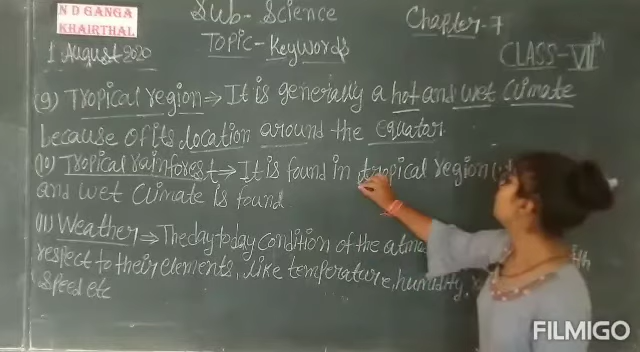 N D GANGA
KHAIRTHAL
Sub- Science
Chapter-7
1 August 2020
TOPIC-Keywords
CLASS-VIIth
(9) Tropical region⇒ It is generally a hot and wet climate
because of its location around the equator
(10) Tropical rainforest→ It is found in tropical region
and wet climate is found
(11) Weather ⇒ The day to day condition of the
respect to their elements, like temperature, humidity,
speed etc
FILMIGO